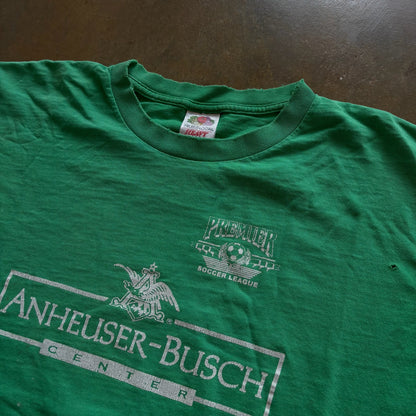 PREMIER
SOCCER LEAGUE
®
ANHEUSER-BUSCH
CENTER